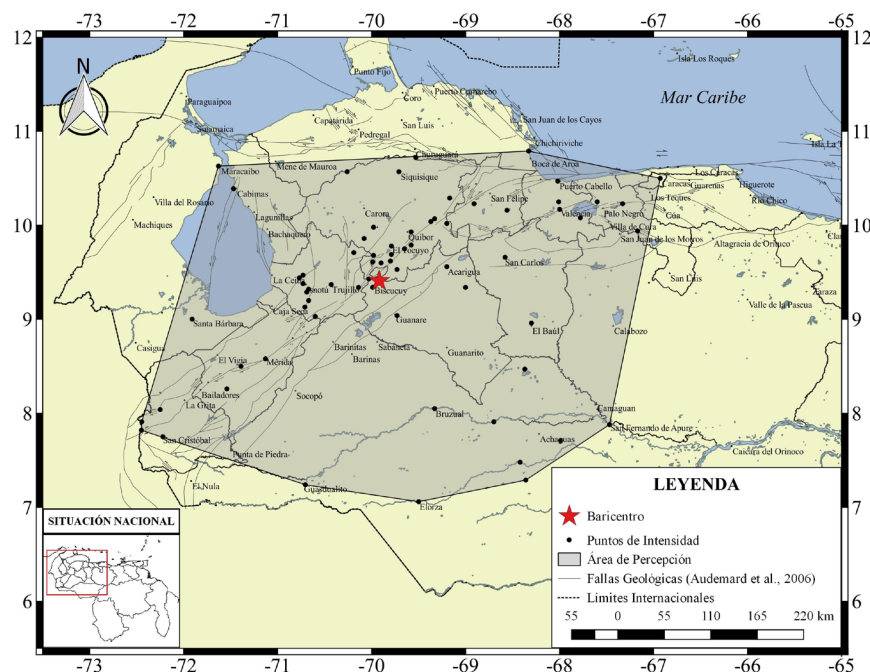 -73 -72 -71 -70 -69 -68 -67 -66 -65
12 12
N
Isla Los Roques
Punto Fijo
Puerto Cumarebo
Coro
Mar Caribe
Paraguaipoa
Capatárida
San Luis
San Juan de los Cayos
Sinamaica
Pedregal
11 11
Chichiriviche
Isla La T
Churuguara
Mene de Mauroa
Boca de Aroa
Maracaibo
Siquisique
Los Caracas
Caracas
Guarenas
Higuerote
Cabimas
Puerto Cabello
Villa del Rosario
San Felipe
Los Teques
Río Chico
Lagunillas
Carora
Valencia
Palo Negro
Cúa
Machiques
10 10
Villa de Cura
Bachaquero
Quibor
San Juan de los Morros
Clar
El Tocuyo
Altagracia de Orituco
San Carlos
Acarigua
La Ceiba
San Luis
Isnotú
Trujillo
Biscucuy
Zaraza
Caja Seca
Valle de la Pascua
Santa Bárbara
9 9
Guanare
El Baúl
Calabozo
Casigua
Barinitas
Sabaneta
Guanarito
El Vigia
Mérida
Barinas
Bailadores
Socopó
La Grita
Camaguan
8 8
Bruzual
San Fernando de Apure
San Cristóbal
Achaguas
Punta de Piedra
Caicara del Orinoco
El Nula
Guasdualito
7 7
Elorza
LEYENDA
SITUACIÓN NACIONAL
Baricentro
Puntos de Intensidad
Área de Percepción
Fallas Geológicas (Audemard et al., 2006)
6 6
Límites Internacionales
55 0 55 110 165 220 km
-73 -72 -71 -70 -69 -68 -67 -66 -65